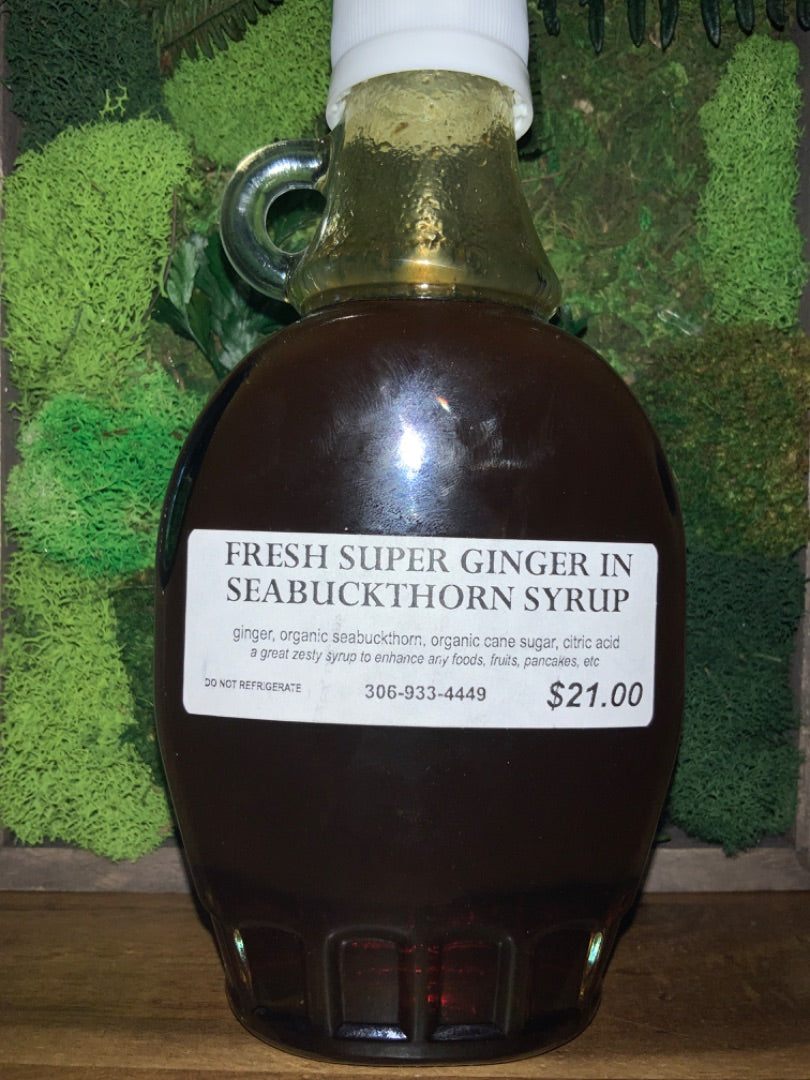 FRESH SUPER GINGER IN
SEABUCKTHORN SYRUP
ginger, organic seabuckthorn, organic cane sugar, citric acid
a great zesty syrup to enhance any foods, fruits, pancakes, etc
DO NOT REFRIGERATE 306-933-4449 $21.00